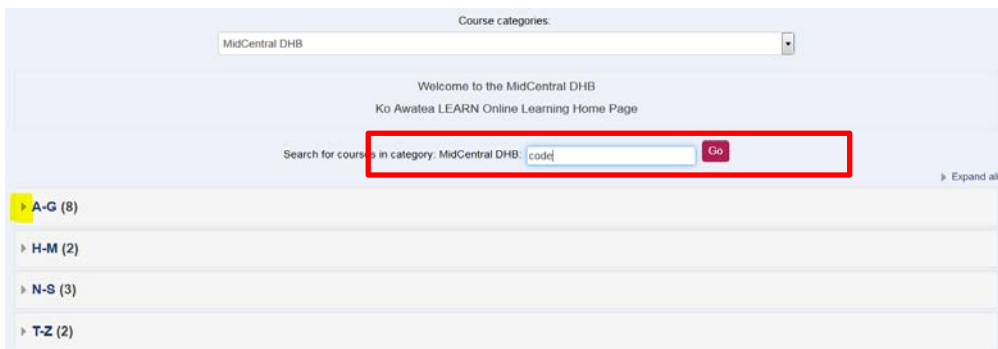 Course categories:
MidCentral DHB
Welcome to the MidCentral DHB
Ko Awatea LEARN Online Learning Home Page
Search for courses in category: MidCentral DHB: code Go
Expand all
A-G (8)
H-M (2)
N-S (3)
T-Z (2)